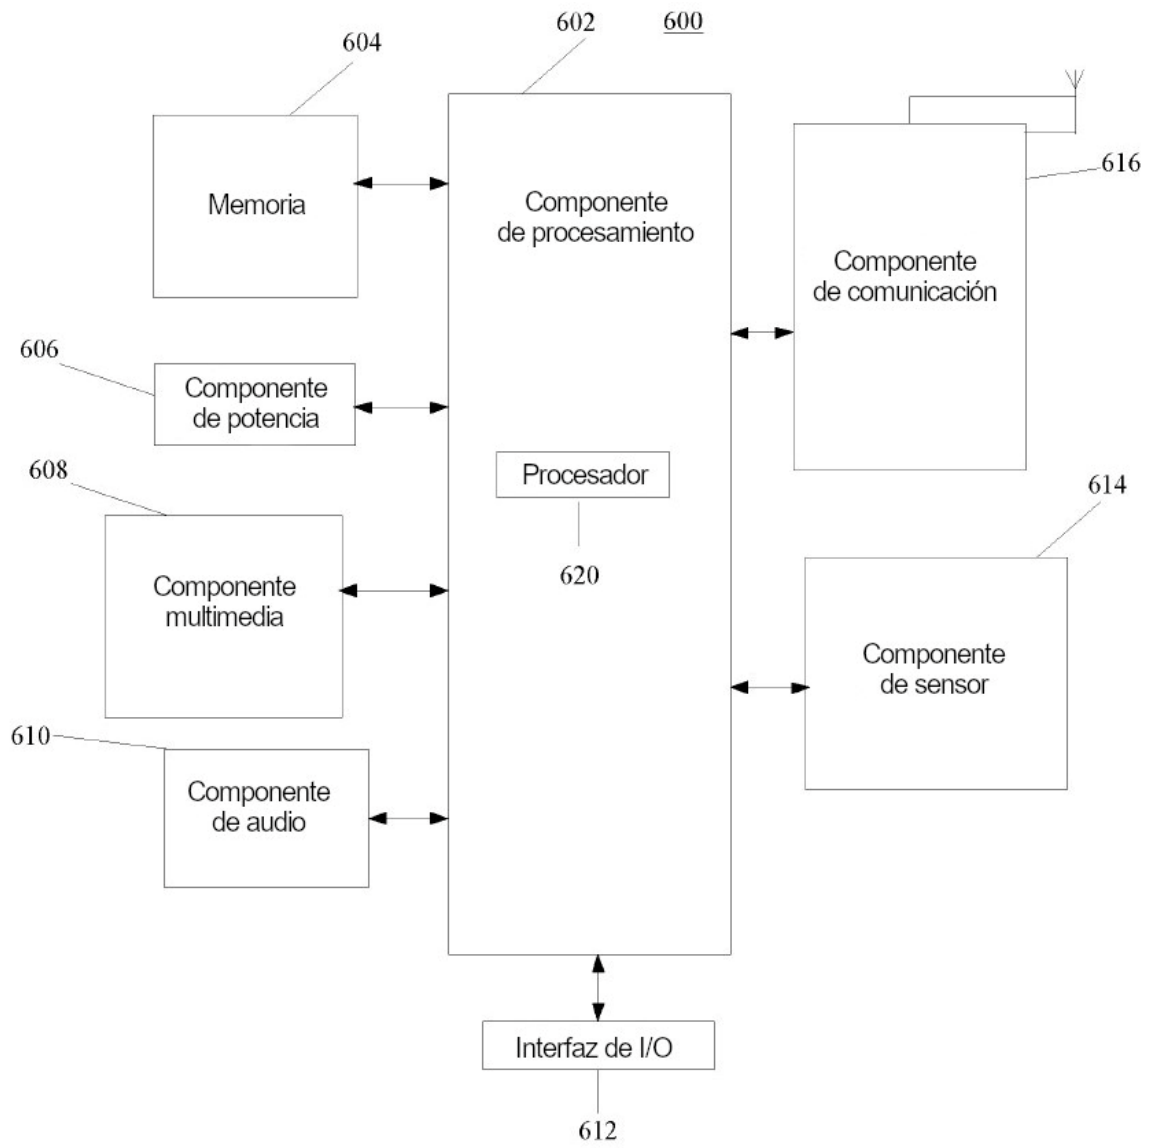 602
600
604
616
Memoria
Componente
de procesamiento
Componente
de comunicación
606
Componente
de potencia
608
Procesador
614
620
Componente
multimedia
Componente
de sensor
610
Componente
de audio
Interfaz de I/O
612